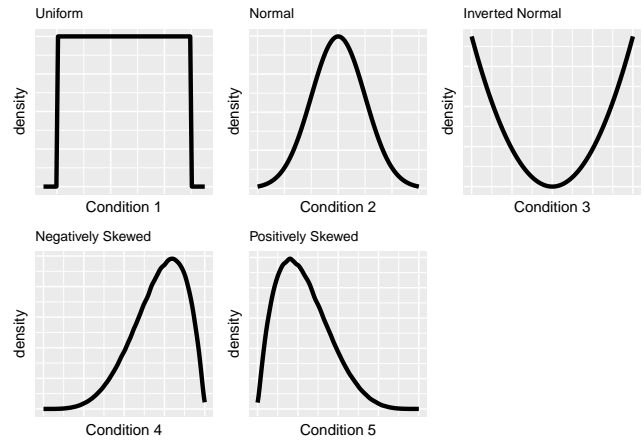 Uniform
Normal
Inverted Normal
density
density
density
Condition 1
Condition 2
Condition 3
Negatively Skewed
Positively Skewed
density
density
Condition 4
Condition 5